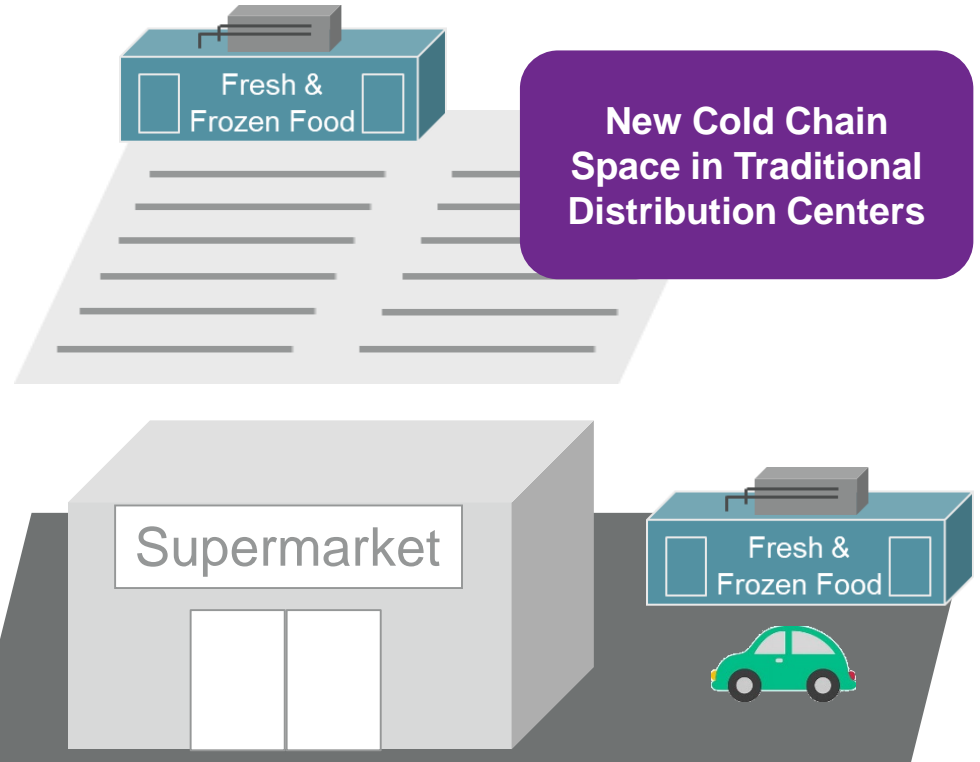 Fresh &
Frozen Food
New Cold Chain
Space in Traditional
Distribution Centers
Supermarket
Fresh &
Frozen Food